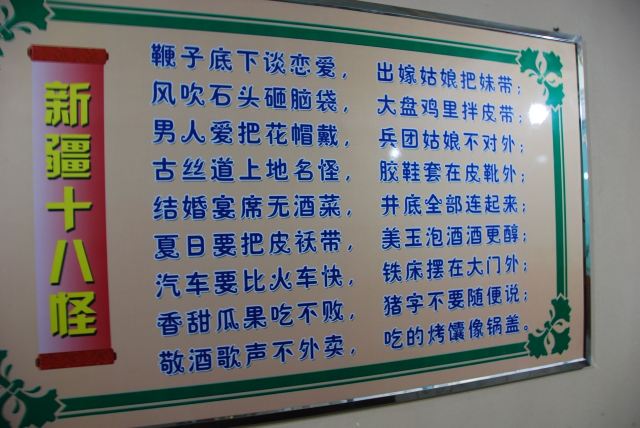 新疆十八怪
鞭子底下谈恋爱，出嫁姑娘把妹带；
风吹石头砸脑袋，大盘鸡里拌皮带；
男人爱把花帽戴，兵团姑娘不对外；
古丝道上地名怪，胶鞋套在皮靴外；
结婚宴席无酒菜，井底全部连起来；
夏日要把皮袄带，美玉泡酒酒更醇；
汽车要比火车快，铁床摆在大门外；
香甜瓜果吃不败，猪字不要随便说；
敬酒歌声不外卖，吃的烤馕像锅盖。